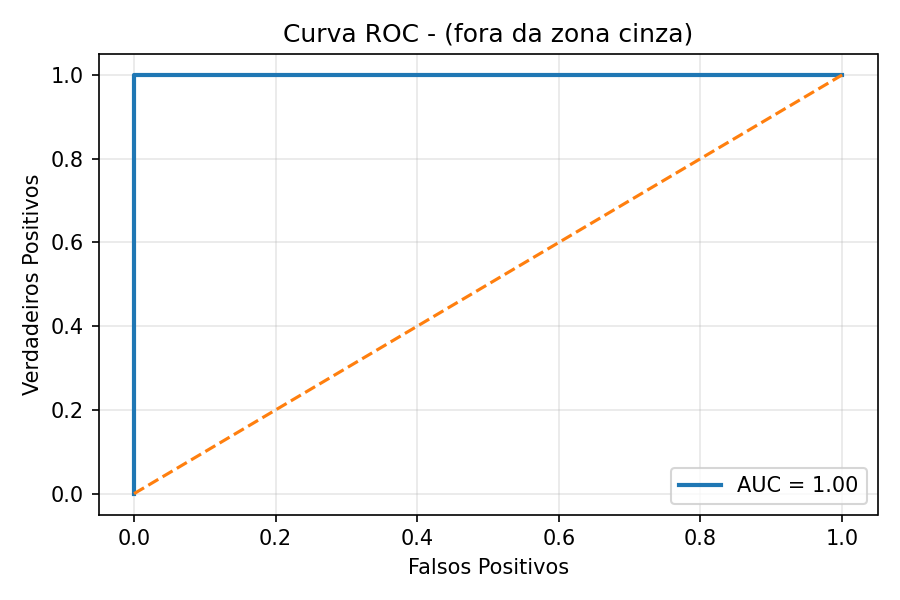 Curva ROC - (fora da zona cinza)
Verdadeiros Positivos
1.0
0.8
0.6
0.4
0.2
0.0
AUC = 1.00
0.0 0.2 0.4 0.6 0.8 1.0
Falsos Positivos